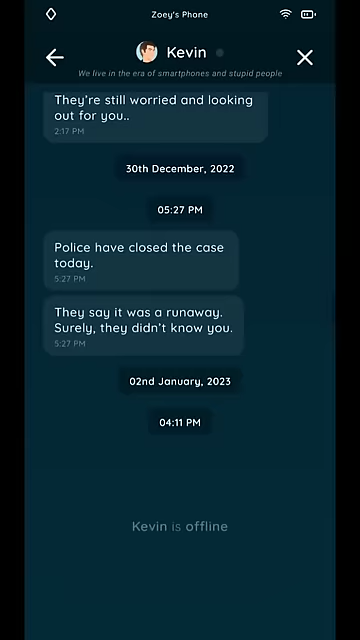 Zoey's Phone
Kevin
We live in the era of smartphones and stupid people
They're still worried and looking
out for you..
2:17 PM
30th December, 2022
05:27 PM
Police have closed the case
today.
5:27 PM
They say it was a runaway.
Surely, they didn't know you.
5:27 PM
02nd January, 2023
04:11 PM
Kevin is offline